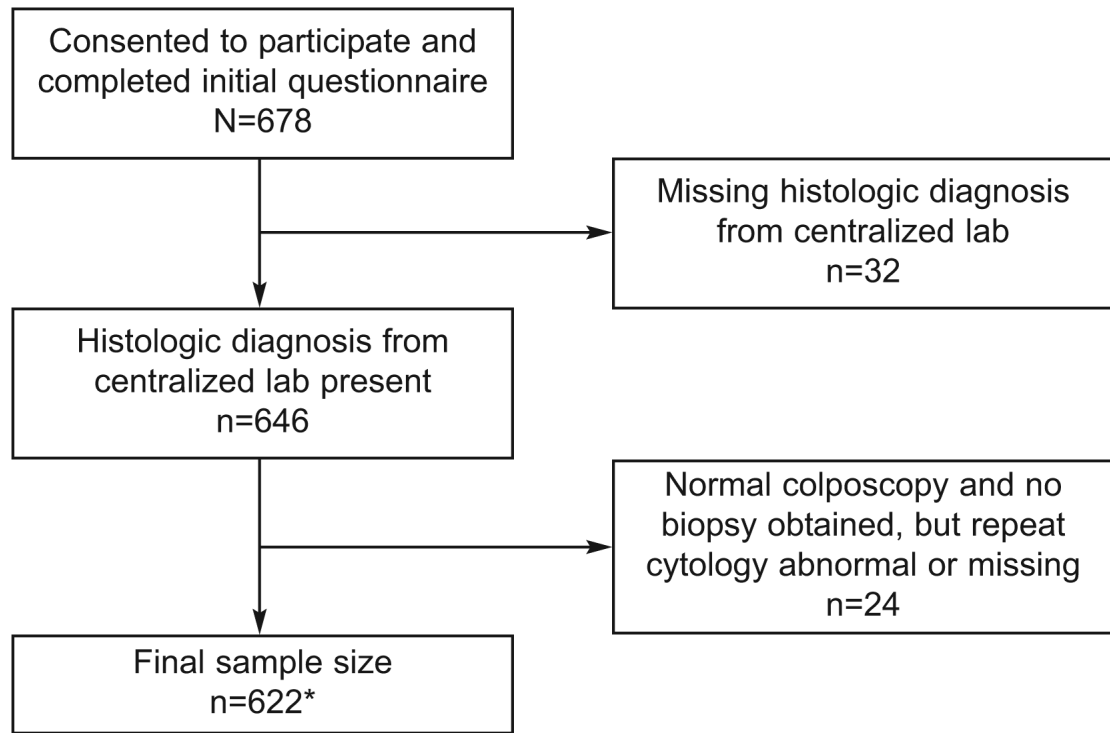 Consented to participate and
completed initial questionnaire
N=678
Missing histologic diagnosis
from centralized lab
n=32
Histologic diagnosis from
centralized lab present
n=646
Normal colposcopy and no
biopsy obtained, but repeat
cytology abnormal or missing
n=24
Final sample size
n=622*